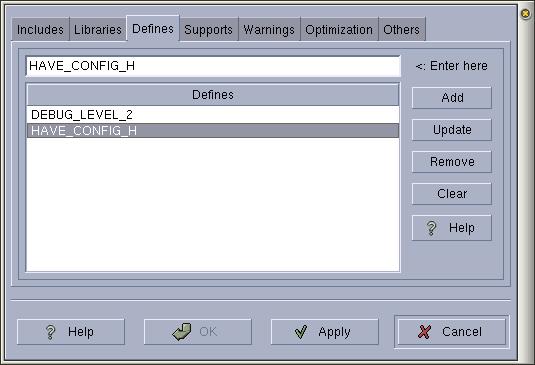 Includes Libraries Defines Supports Warnings Optimization Others
HAVE_CONFIG_H <: Enter here
Defines
DEBUG_LEVEL_2
HAVE_CONFIG_H
Add
Update
Remove
Clear
? Help
? Help OK Apply Cancel